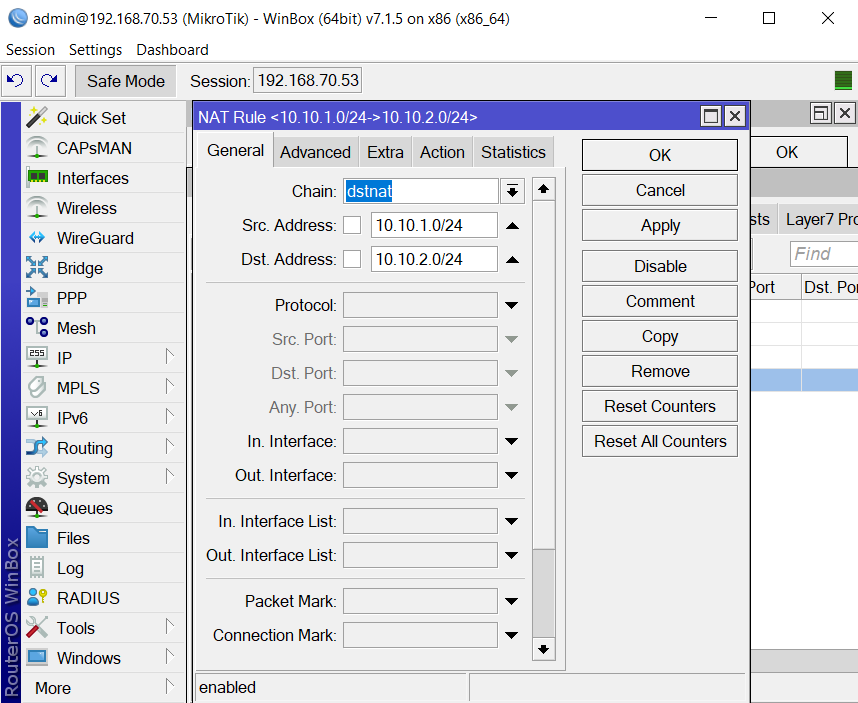 admin@192.168.70.53 (MikroTik) - WinBox (64bit) v7.1.5 on x86 (x86_64)
Session Settings Dashboard
Safe Mode Session: 192.168.70.53
Quick Set
CAPsMAN
Interfaces
Wireless
WireGuard
Bridge
PPP
Mesh
255 IP
MPLS
v6 IPv6
Routing
System
Queues
Files
Log
RADIUS
Tools
Windows
More
RouterOS WinBox
NAT Rule <10.10.1.0/24->10.10.2.0/24>
General Advanced Extra Action Statistics
Chain: dstnat
Src. Address: 10.10.1.0/24
Dst. Address: 10.10.2.0/24
Protocol:
Src. Port:
Dst. Port:
Any. Port:
In. Interface:
Out. Interface:
In. Interface List:
Out. Interface List:
Packet Mark:
Connection Mark:
enabled
OK
Cancel
Apply
Disable
Comment
Copy
Remove
Reset Counters
Reset All Counters
OK
sts Layer7 Pro
Find
Port Dst. Por